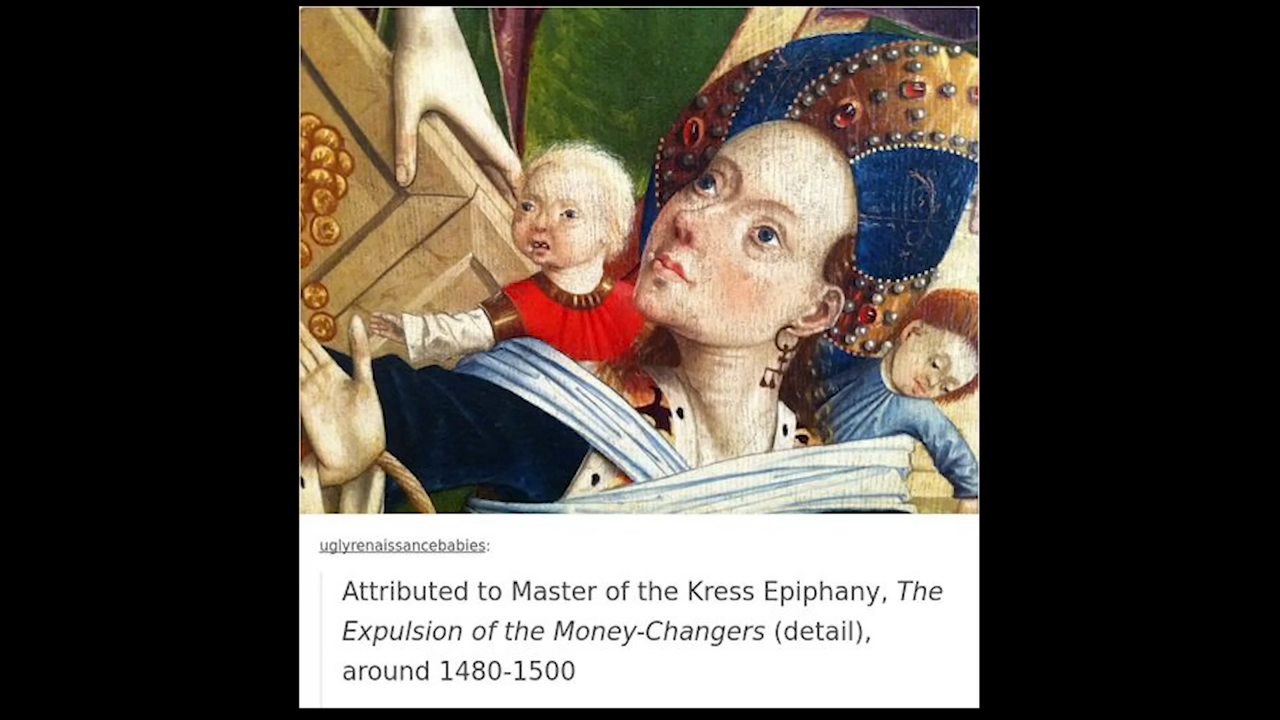 uglyrenaissancebabies:
Attributed to Master of the Kress Epiphany, The
Expulsion of the Money-Changers (detail),
around 1480-1500